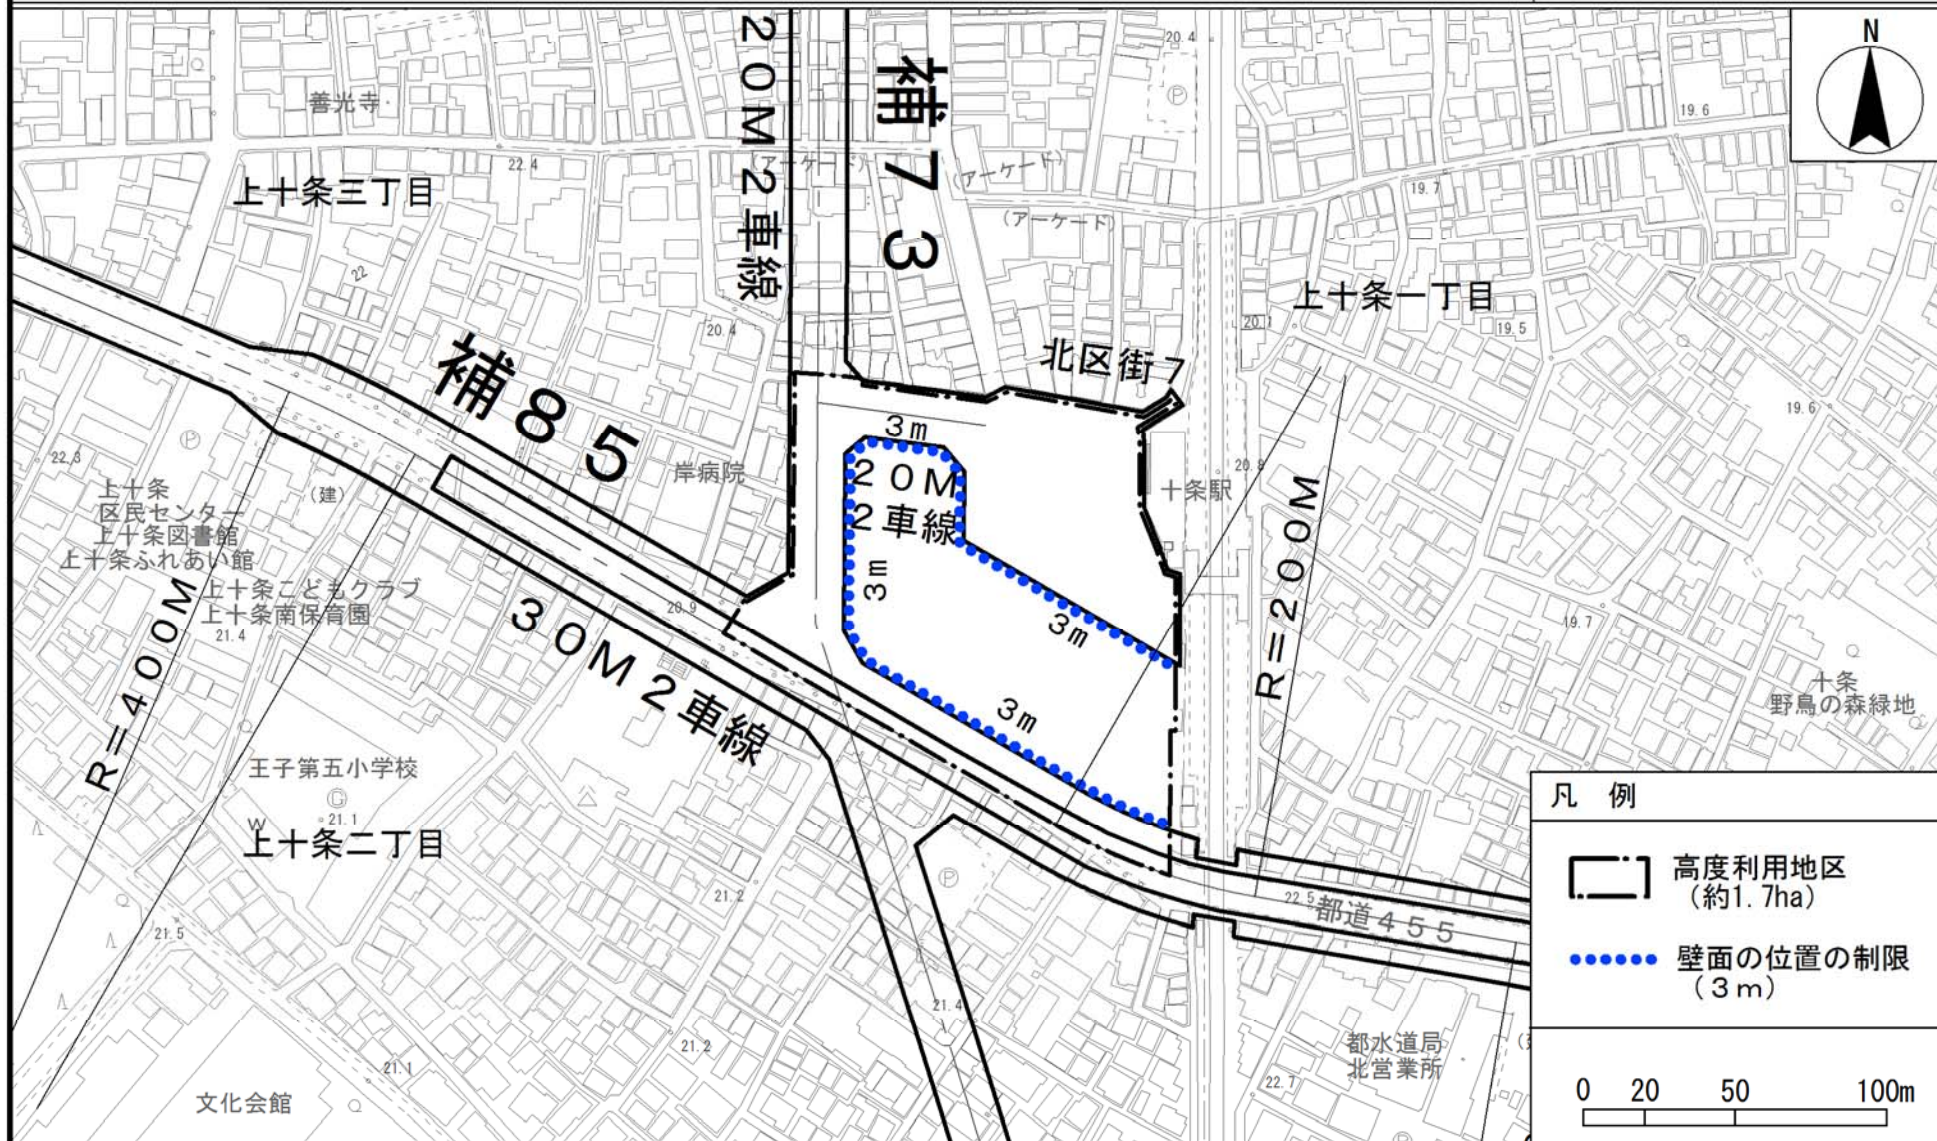 20M2車線
補73
20.4
N
善光寺
19.6
22.4
(アーケード)
(アーケード)
上十条三丁目
19.7
(アーケード)
22
上十条一丁目
20.4
20.1
19.5
北区街7
補85
19.6
3m
22.3
岸病院
20M
2車線
十条駅
20.8
R=200M
上十条
区民センター
上十条図書館
上十条ふれあい館
(建)
上十条こどもクラブ
上十条南保育園
21.4
R=400M
20.9
3m
3m
19.7
30M2車線
3m
十条
野鳥の森緑地
王子第五小学校
21.1
上十条二丁目
21.5
21.2
22.5
都道455
21.4
21.2
21.1
文化会館
都水道局
北営業所
22.7
凡 例
高度利用地区
(約1.7ha)
壁面の位置の制限
(3m)
0 20 50 100m